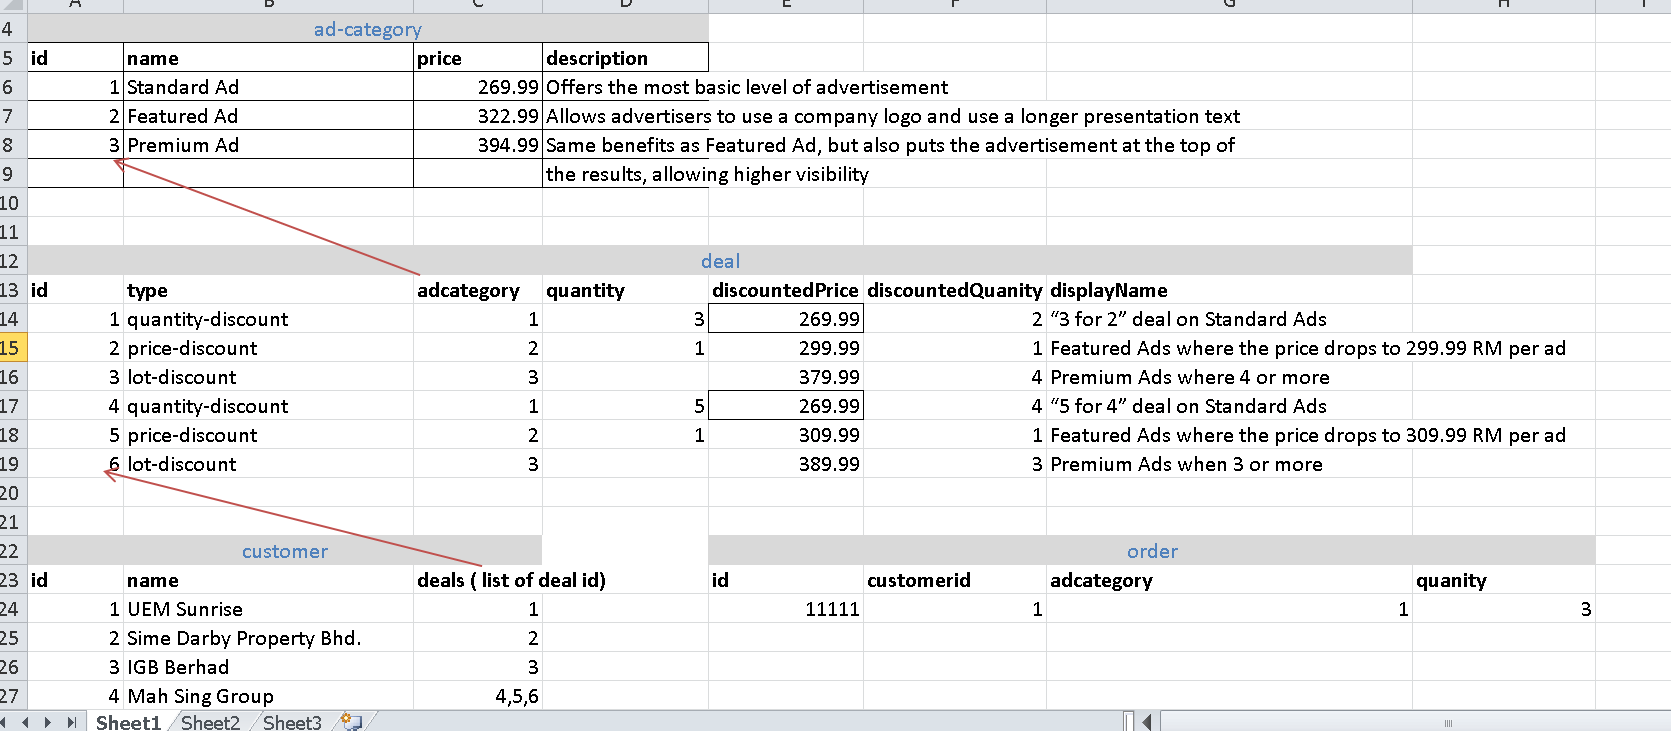 A B C D E F G H
4 ad-category
5 id name price description
6 1 Standard Ad 269.99 Offers the most basic level of advertisement
7 2 Featured Ad 322.99 Allows advertisers to use a company logo and use a longer presentation text
8 3 Premium Ad 394.99 Same benefits as Featured Ad, but also puts the advertisement at the top of
9 the results, allowing higher visibility
10
11
12 deal
13 id type adcategory quantity discountedPrice discountedQuanity displayName
14 1 quantity-discount 1 3 269.99 2 “3 for 2” deal on Standard Ads
15 2 price-discount 2 1 299.99 1 Featured Ads where the price drops to 299.99 RM per ad
16 3 lot-discount 3 379.99 4 Premium Ads where 4 or more
17 4 quantity-discount 1 5 269.99 4 “5 for 4” deal on Standard Ads
18 5 price-discount 2 1 309.99 1 Featured Ads where the price drops to 309.99 RM per ad
19 6 lot-discount 3 389.99 3 Premium Ads when 3 or more
20
21
22 customer order
23 id name deals ( list of deal id) id customerid adcategory quanity
24 1 UEM Sunrise 1 11111 1 1 3
25 2 Sime Darby Property Bhd. 2
26 3 IGB Berhad 3
27 4 Mah Sing Group 4,5,6
Sheet1 Sheet2 Sheet3